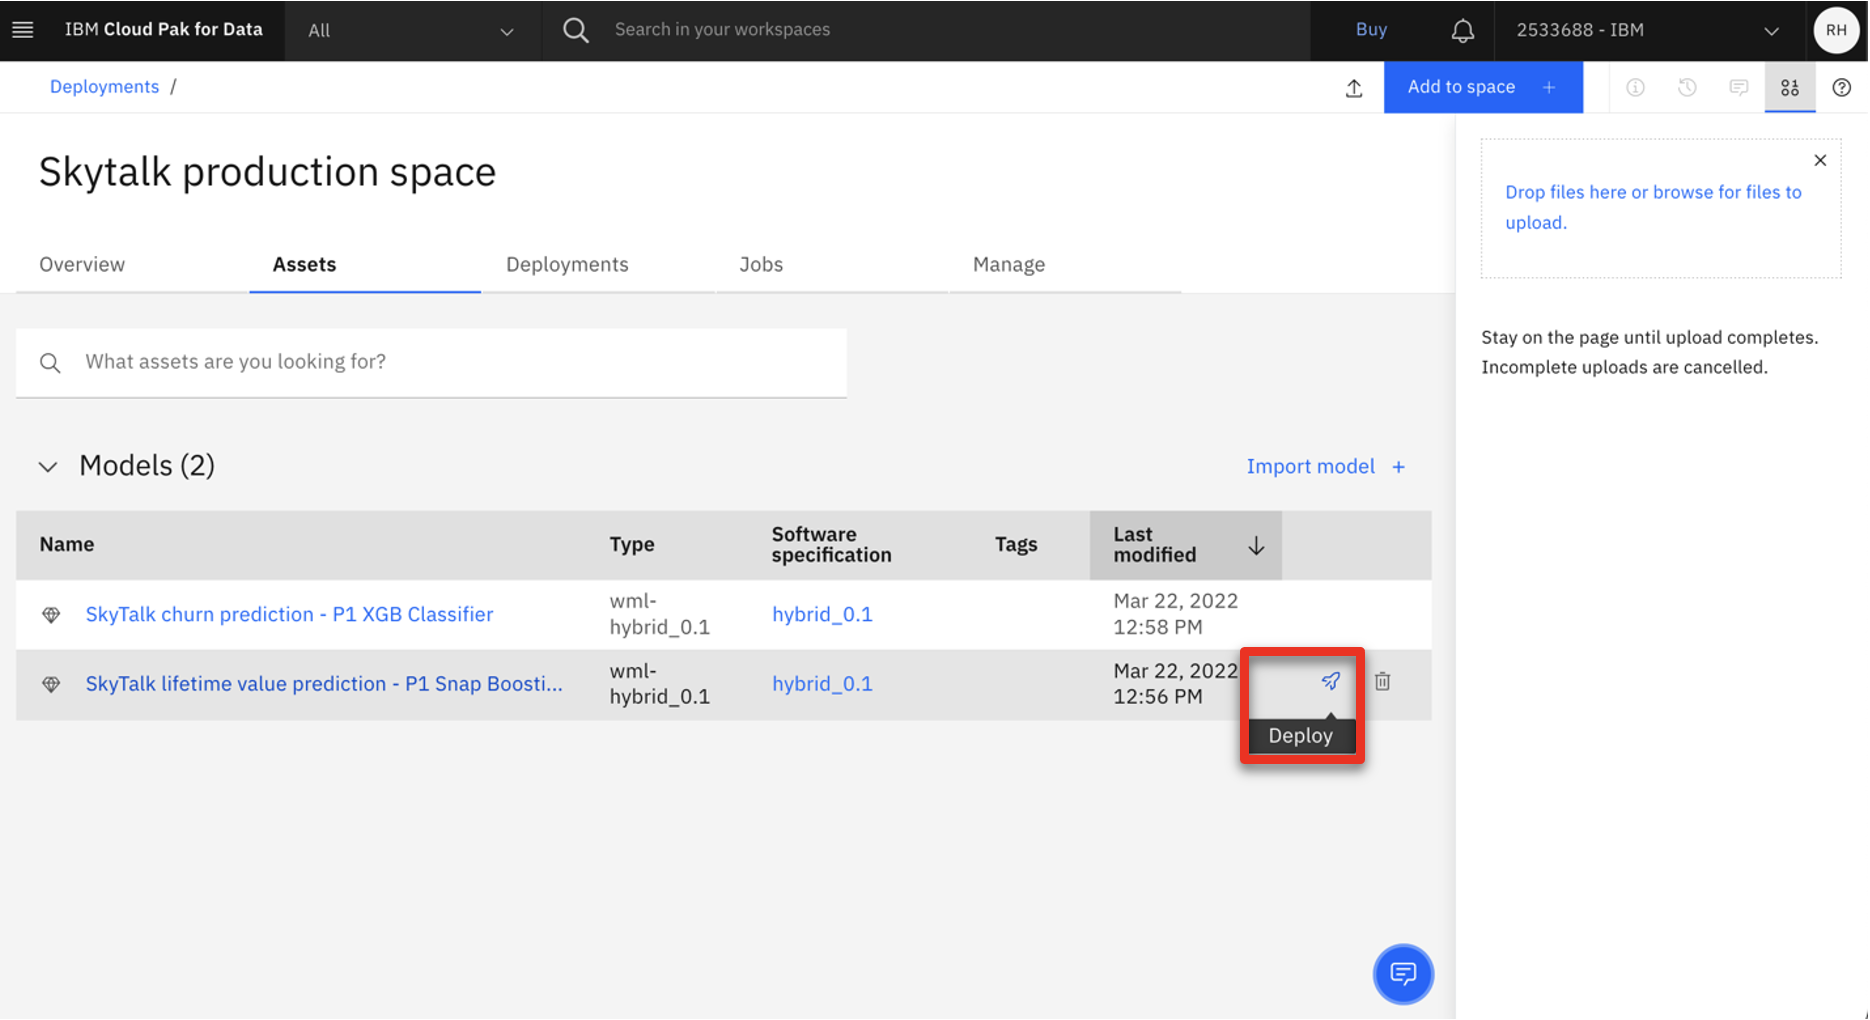 IBM Cloud Pak for Data
All
Search in your workspaces
Buy
2533688 - IBM
RH
Deployments /
Add to space +
Skytalk production space
Drop files here or browse for files to
upload.
Overview
Assets
Deployments
Jobs
Manage
Stay on the page until upload completes.
Incomplete uploads are cancelled.
What assets are you looking for?
Models (2)
Import model +
Name
Type
Software
specification
Tags
Last
modified
SkyTalk churn prediction - P1 XGB Classifier
wml-
hybrid_0.1
hybrid_0.1
Mar 22, 2022
12:58 PM
SkyTalk lifetime value prediction - P1 Snap Boosti...
wml-
hybrid_0.1
hybrid_0.1
Mar 22, 2022
12:56 PM
Deploy